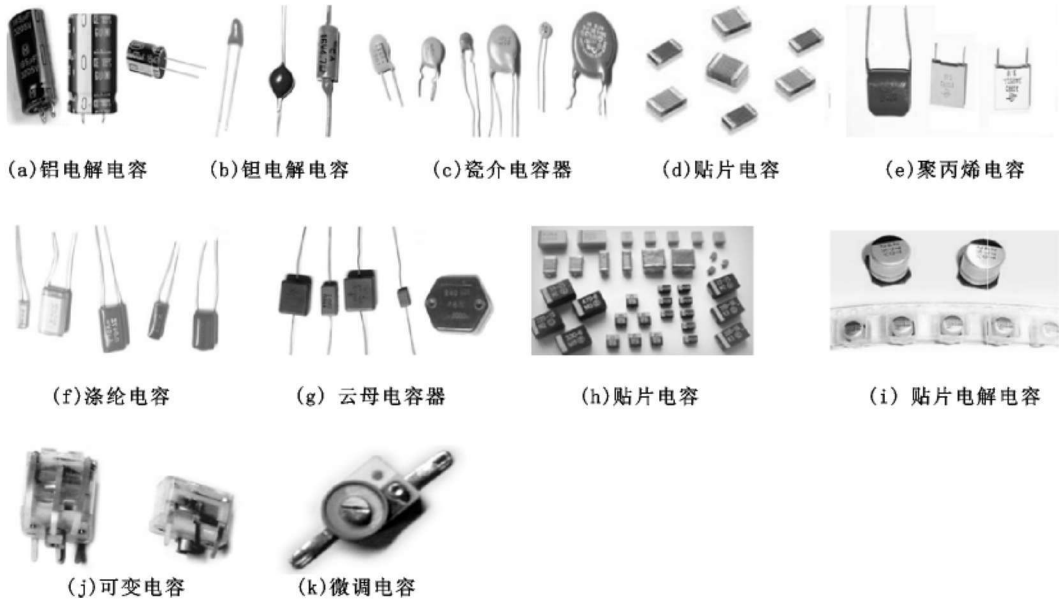 (a)铝电解电容
(b)钽电解电容
(c)瓷介电容器
(d)贴片电容
(e)聚丙烯电容
(f)涤纶电容
(g) 云母电容器
(h)贴片电容
(i) 贴片电解电容
(j)可变电容
(k)微调电容